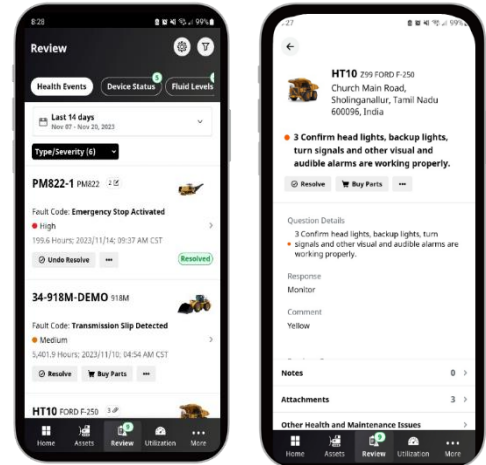 8:28
99%
Review
Health Events
Device Status
5
Fluid Levels
Last 14 days
Nov 07 - Nov 20, 2023
Type/Severity (6)
PM822-1 PM822 2
Fault Code: Emergency Stop Activated
High
199.6 Hours; 2023/11/14; 09:37 AM CST
Undo Resolve
Resolved
34-918M-DEMO 918M
Fault Code: Transmission Slip Detected
Medium
5,401.9 Hours; 2023/11/10; 04:54 AM CST
Resolve
Buy Parts
HT10 FORD F-250 3
Home
Assets
9
Review
Utilization
More
:27
99%
HT10 Z99 FORD F-250
Church Main Road,
Sholinganallur, Tamil Nadu
600096, India
3 Confirm head lights, backup lights,
turn signals and other visual and
audible alarms are working properly.
Resolve
Buy Parts
Question Details
3 Confirm head lights, backup lights, turn
signals and other visual and audible alarms are
working properly.
Response
Monitor
Comment
Yellow
Notes 0
Attachments 3
Other Health and Maintenance Issues
Home
Assets
9
Review
Utilization
More